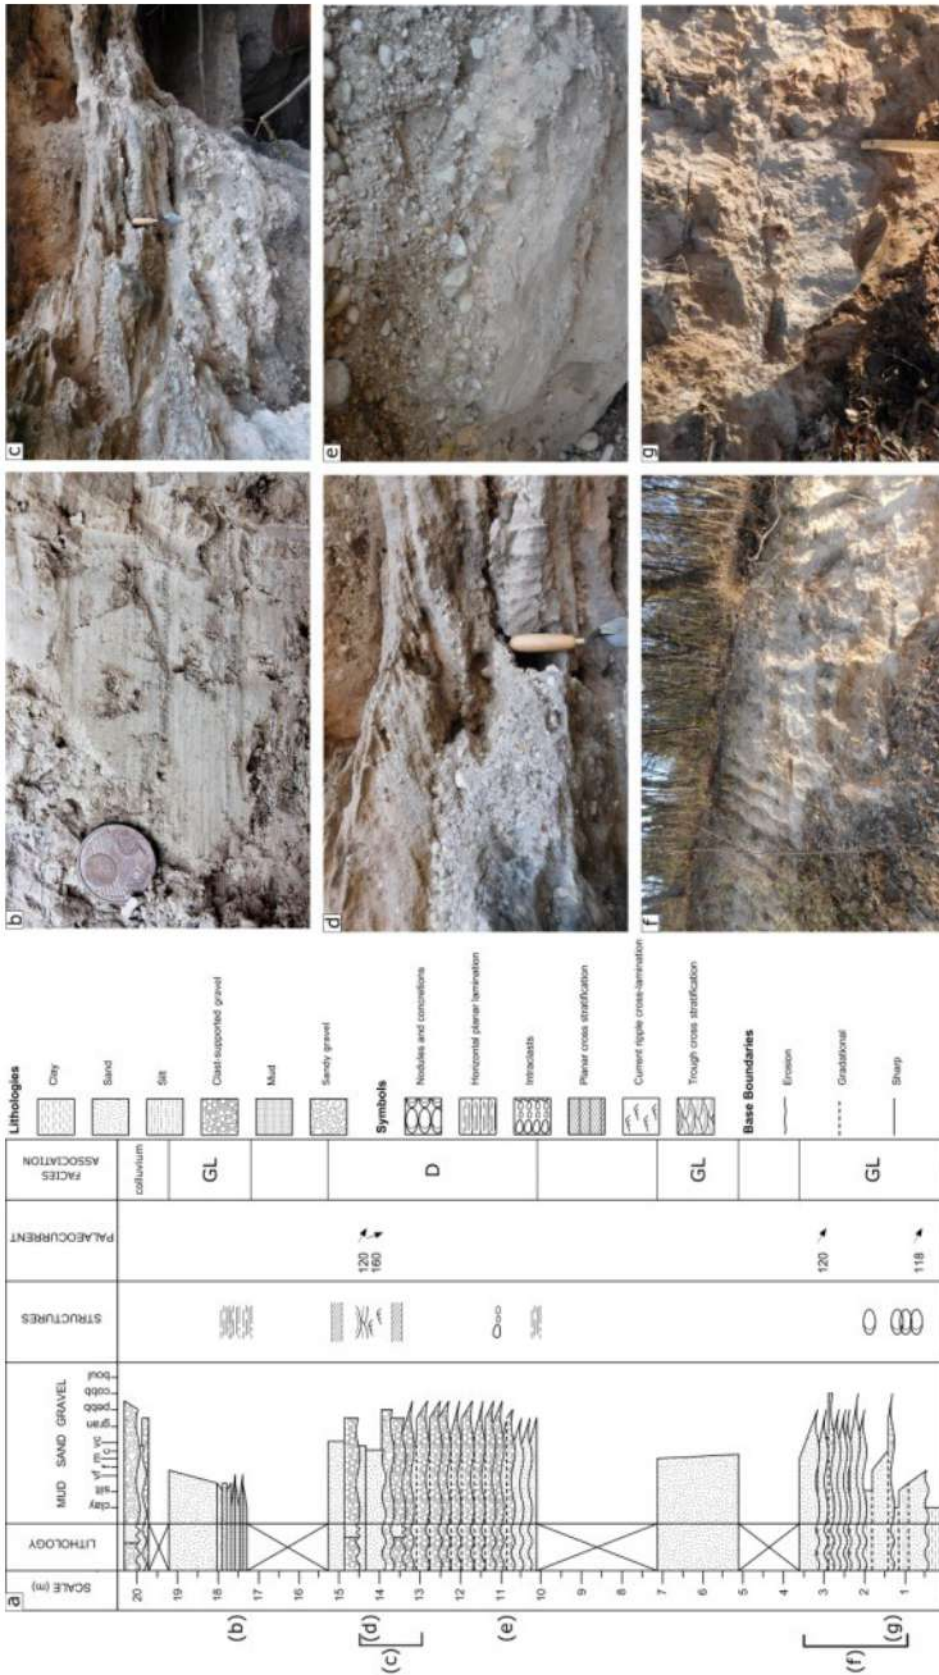 a
SCALE (m)
LITHOLOGY
MUD SAND GRAVEL
clay
silt
vf
f
m
c
vc
gran
pebb
cobb
boul
STRUCTURES
PALAEOCURRENT
FACIES
ASSOCIATION
20
19
18
17
16
15
14
13
12
11
10
9
8
7
6
5
4
3
2
1
(b)
(d)
(c)
(e)
(f)
(g)
120
160
120
118
colluvium
GL
D
GL
GL
Lithologies
Clay
Sand
Silt
Clast-supported gravel
Mud
Sandy gravel
Symbols
Nodules and concretions
Horizontal planar lamination
Intraclasts
Planar cross stratification
Current ripple cross-lamination
Trough cross stratification
Base Boundaries
Erosion
Gradational
Sharp
b
c
d
e
f
g